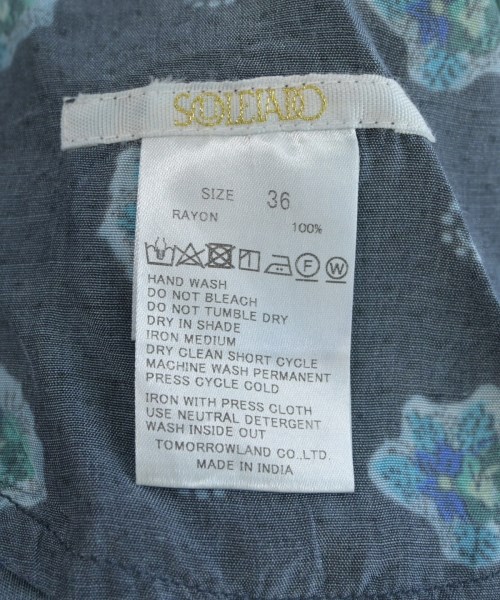 SOULEIADO
SIZE 36
RAYON 100%
F W
HAND WASH
DO NOT BLEACH
DO NOT TUMBLE DRY
DRY IN SHADE
IRON MEDIUM
DRY CLEAN SHORT CYCLE
MACHINE WASH PERMANENT
PRESS CYCLE COLD
IRON WITH PRESS CLOTH
USE NEUTRAL DETERGENT
WASH INSIDE OUT
TOMORROWLAND CO.,LTD.
MADE IN INDIA